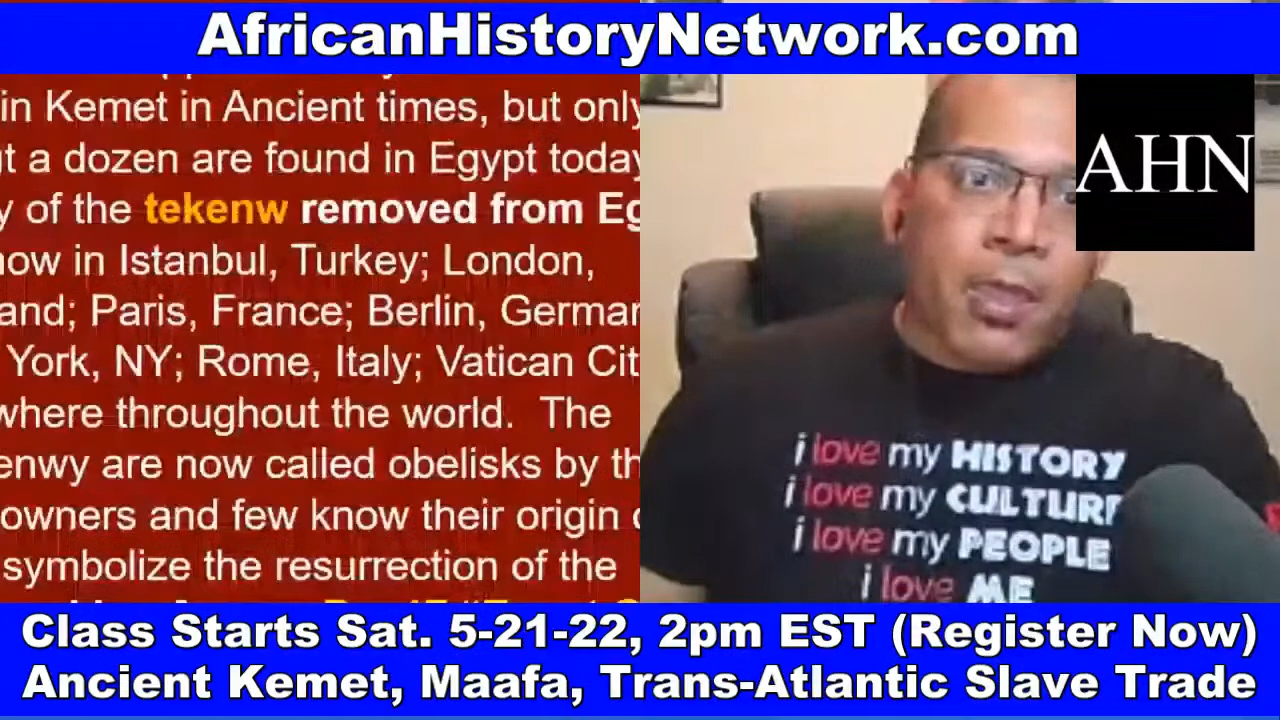 AfricanHistoryNetwork.com
in Kemet in Ancient times, but only
a dozen are found in Egypt today
of the tekenw removed from
now in Istanbul, Turkey; London,
and; Paris, France; Berlin, German
York, NY; Rome, Italy; Vatican Cit
where throughout the world. The
enwy are now called obelisks by th
owners and few know their origin
symbolize the resurrection of the
AHN
i love my HISTORY
i love my CULTURE
i love my PEOPLE
i love ME
Class Starts Sat. 5-21-22, 2pm EST (Register Now)
Ancient Kemet, Maafa, Trans-Atlantic Slave Trade